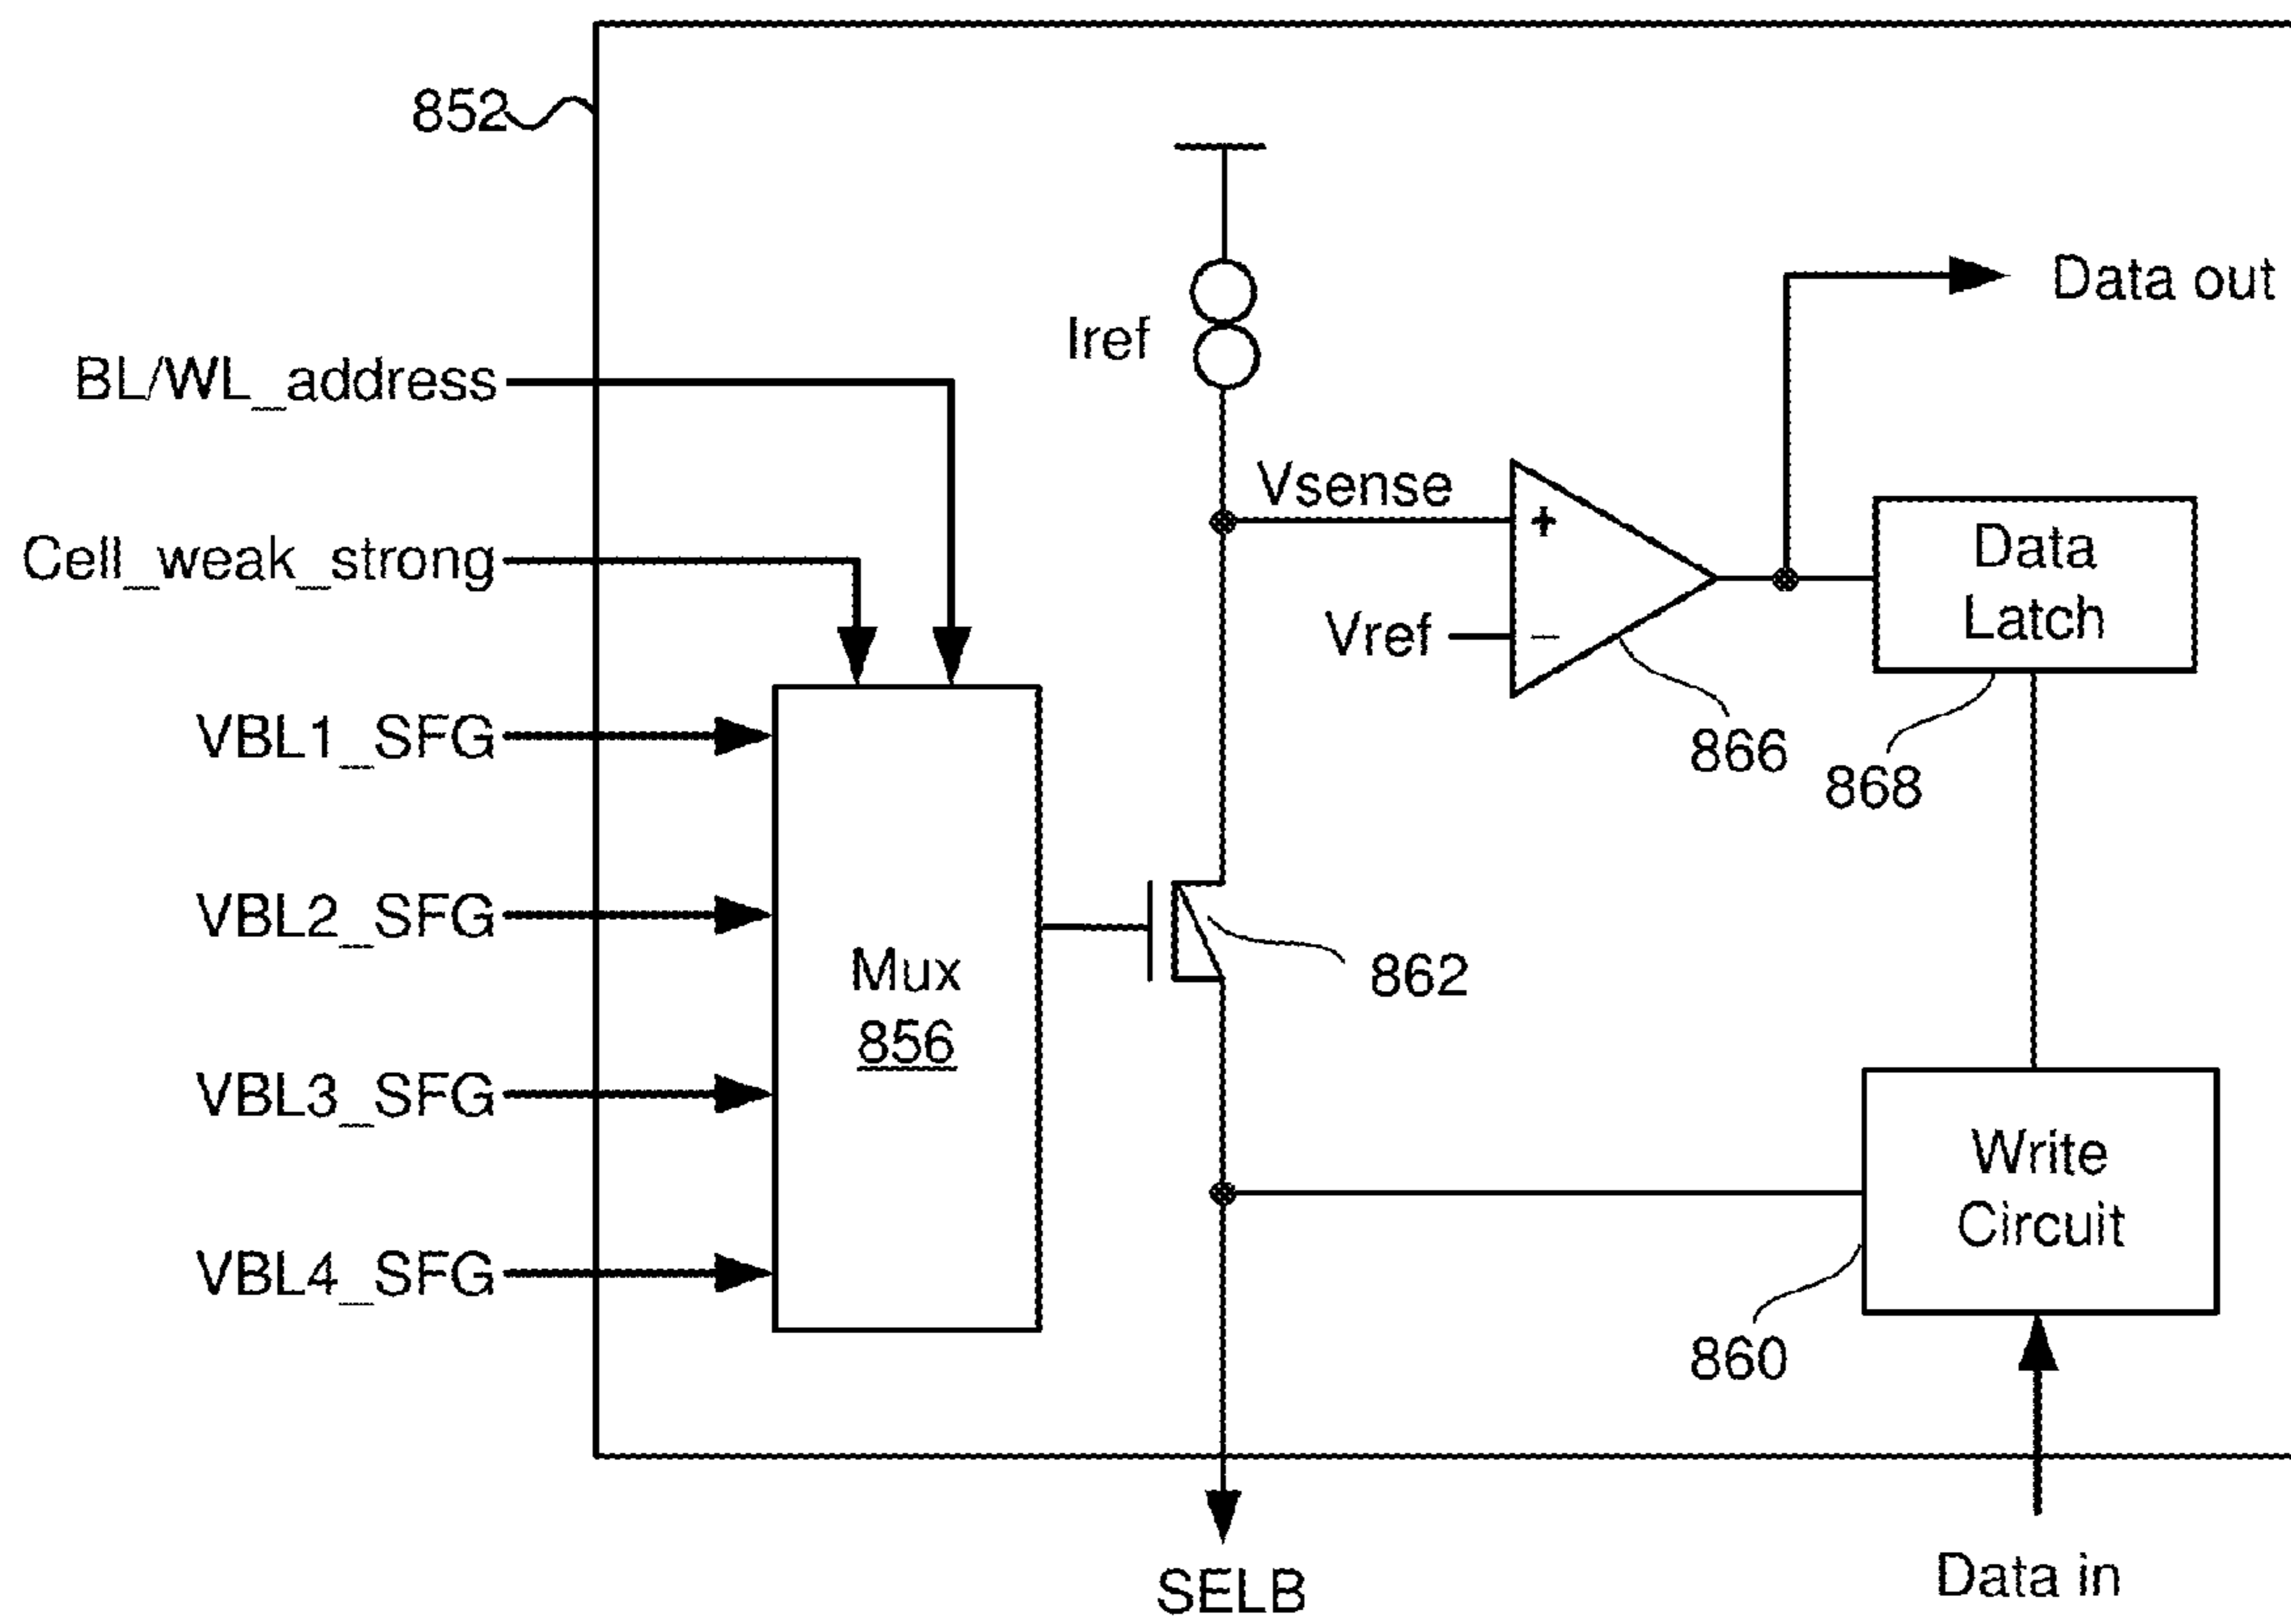 852
Iref
Data out
BL/WL_address
Vsense
+
Data
Latch
Cell_weak_strong
Vref
−
VBL1_SFG
866
868
VBL2_SFG
Mux
856
862
VBL3_SFG
Write
Circuit
VBL4_SFG
860
SELB
Data in